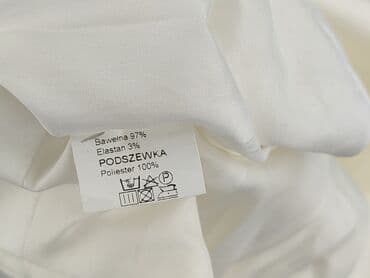 Bawełna 97%
Elastan 3%
PODSZEWKA
Poliester 100%
P